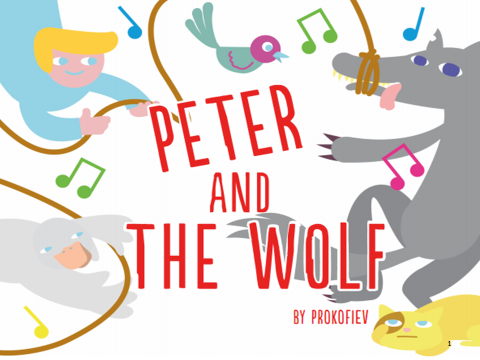 PETER
AND
THE WOLF
BY PROKOFIEV
1